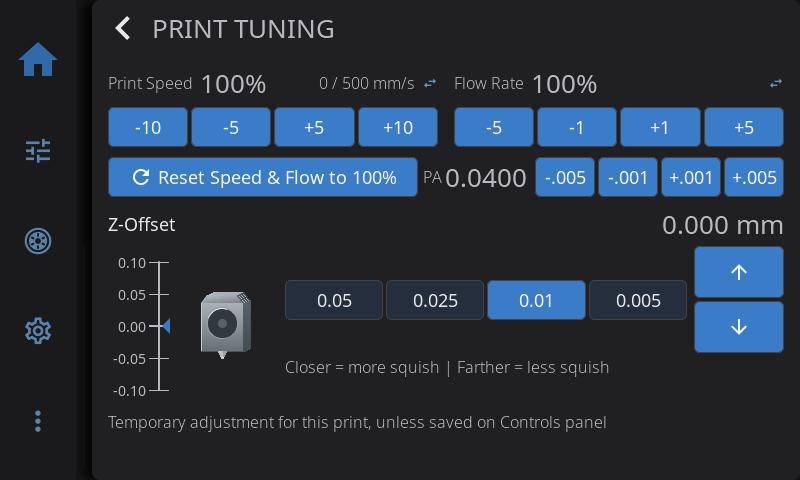 PRINT TUNING
Print Speed 100% 0 / 500 mm/s Flow Rate 100%
-10 -5 +5 +10 -5 -1 +1 +5
Reset Speed & Flow to 100% PA 0.0400 -.005 -.001 +.001 +.005
Z-Offset 0.000 mm
0.10
0.05
0.00
-0.05
-0.10
0.05 0.025 0.01 0.005
Closer = more squish | Farther = less squish
Temporary adjustment for this print, unless saved on Controls panel